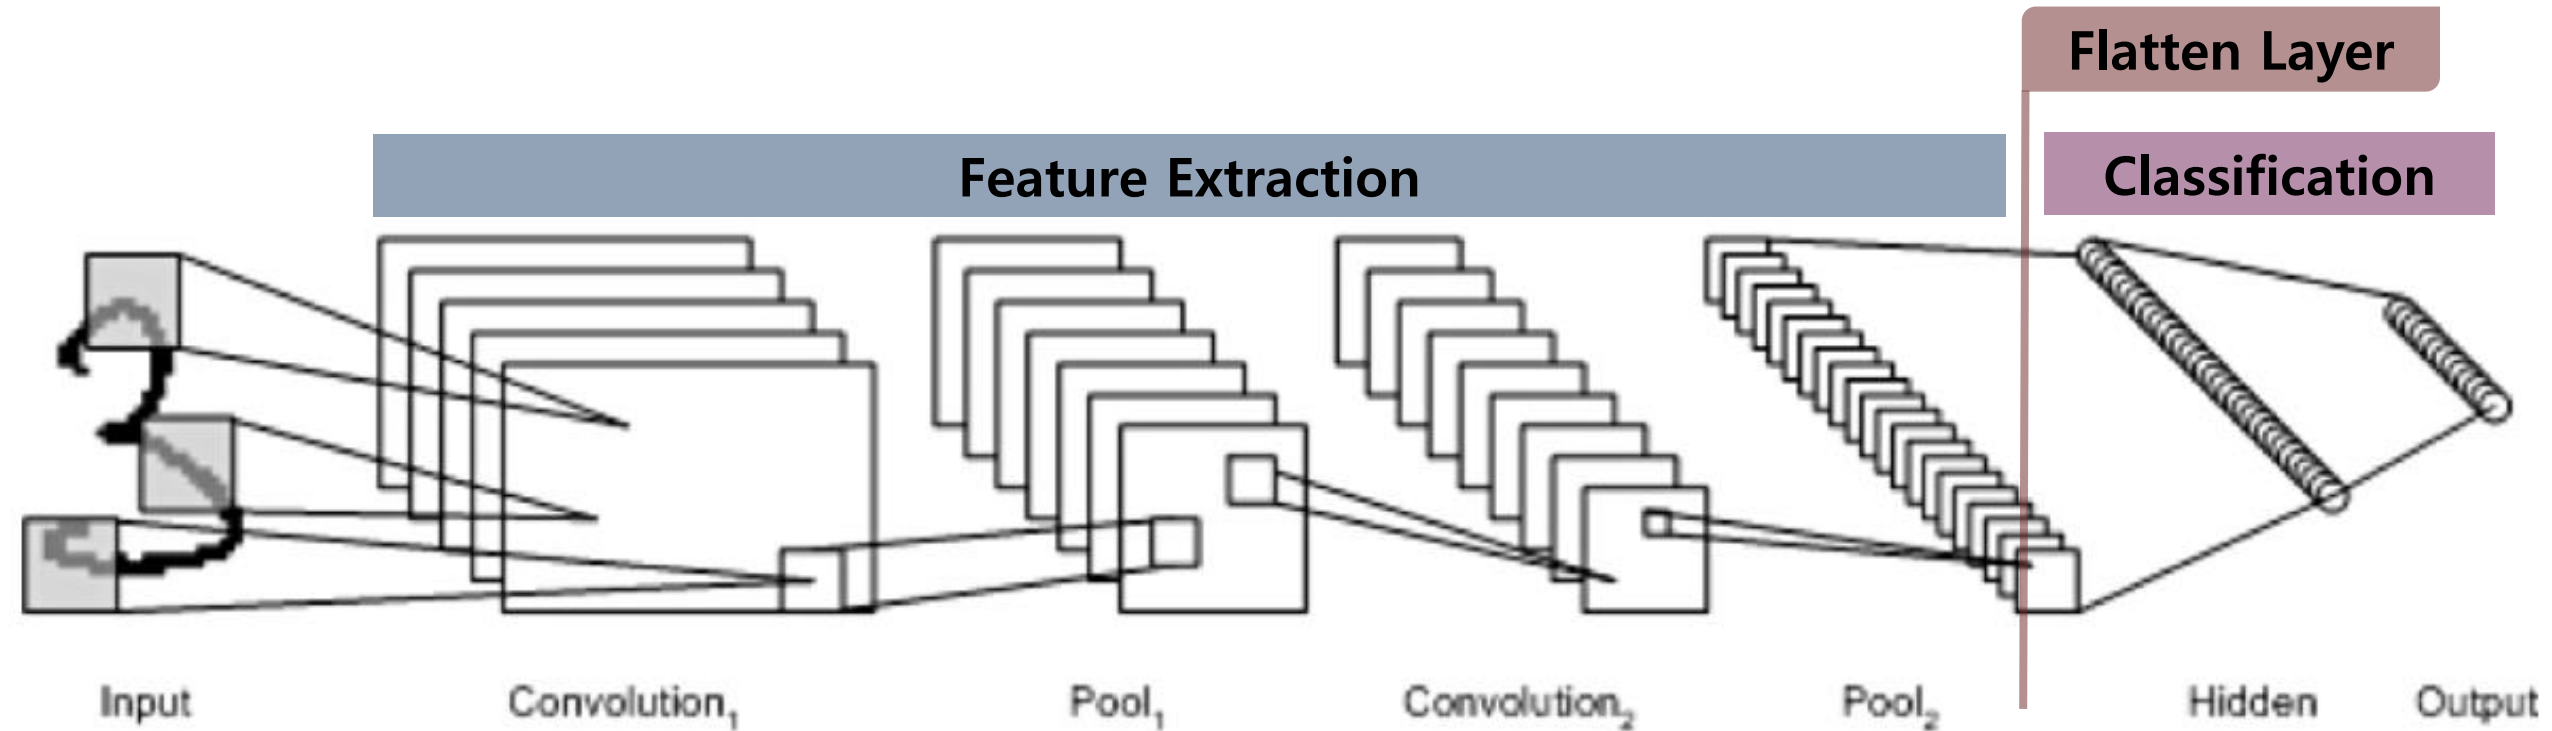 Flatten Layer
Feature Extraction
Classification
Input
Convolution₁
Pool₁
Convolution₂
Pool₂
Hidden
Output